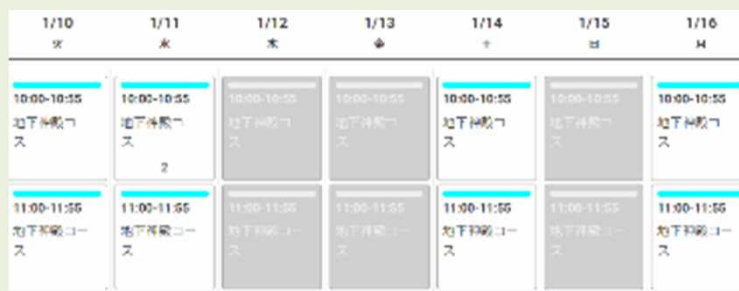 1/10 1/11 1/12 1/13 1/14 1/15 1/16
火 水 木 金 土 日 月
10:00-10:55 10:00-10:55 10:00-10:55 10:00-10:55 10:00-10:55 10:00-10:55 10:00-10:55
地下神殿コ 地下神殿コ 地下神殿コ 地下神殿コ 地下神殿コ 地下神殿コ 地下神殿コ
ス ス ス ス ス ス ス
2
11:00-11:55 11:00-11:55 11:00-11:55 11:00-11:55 11:00-11:55 11:00-11:55 11:00-11:55
地下神殿コー 地下神殿コー 地下神殿コー 地下神殿コー 地下神殿コー 地下神殿コー 地下神殿コー
ス ス ス ス ス ス ス